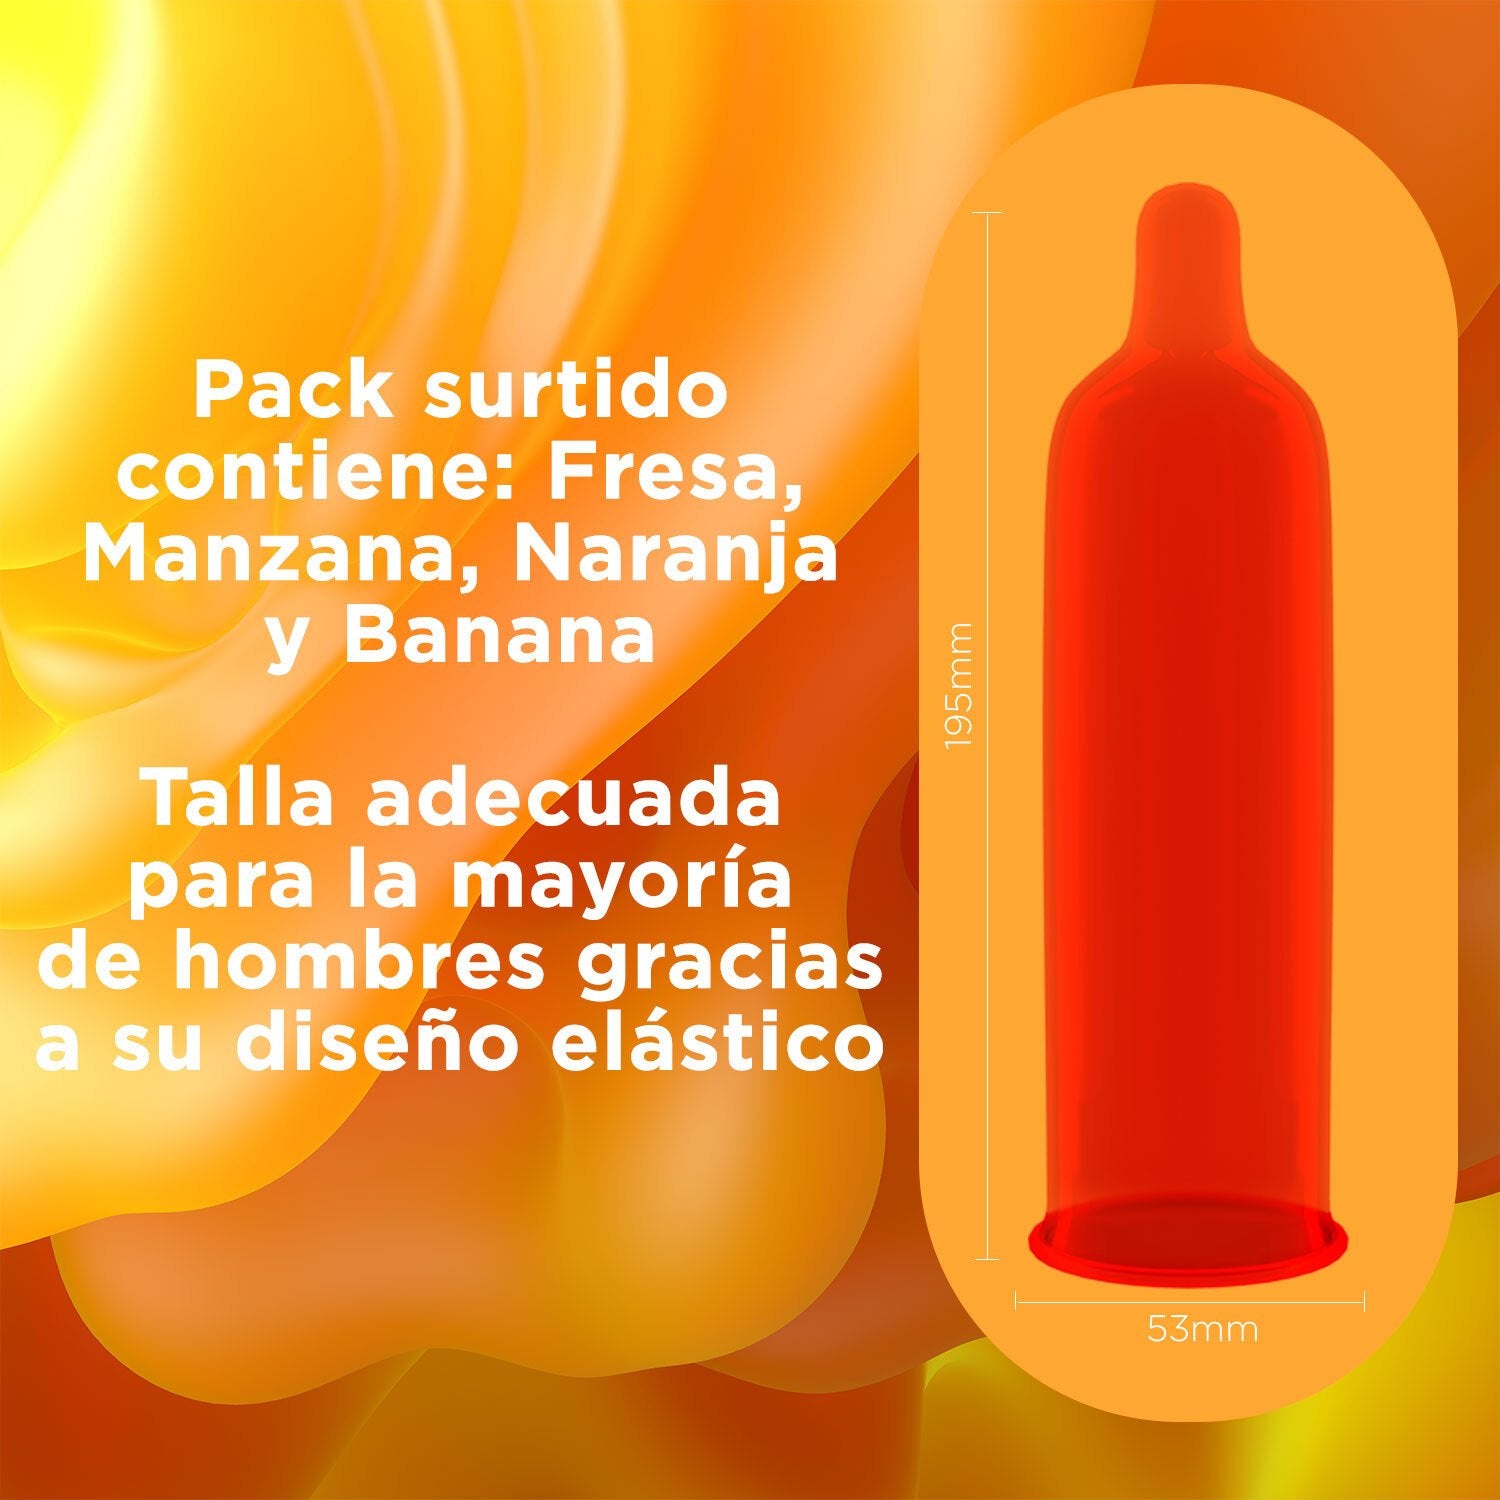 Pack surtido
contiene: Fresa,
Manzana, Naranja
y Banana
Talla adecuada
para la mayoría
de hombres gracias
a su diseño elástico
195mm
53mm